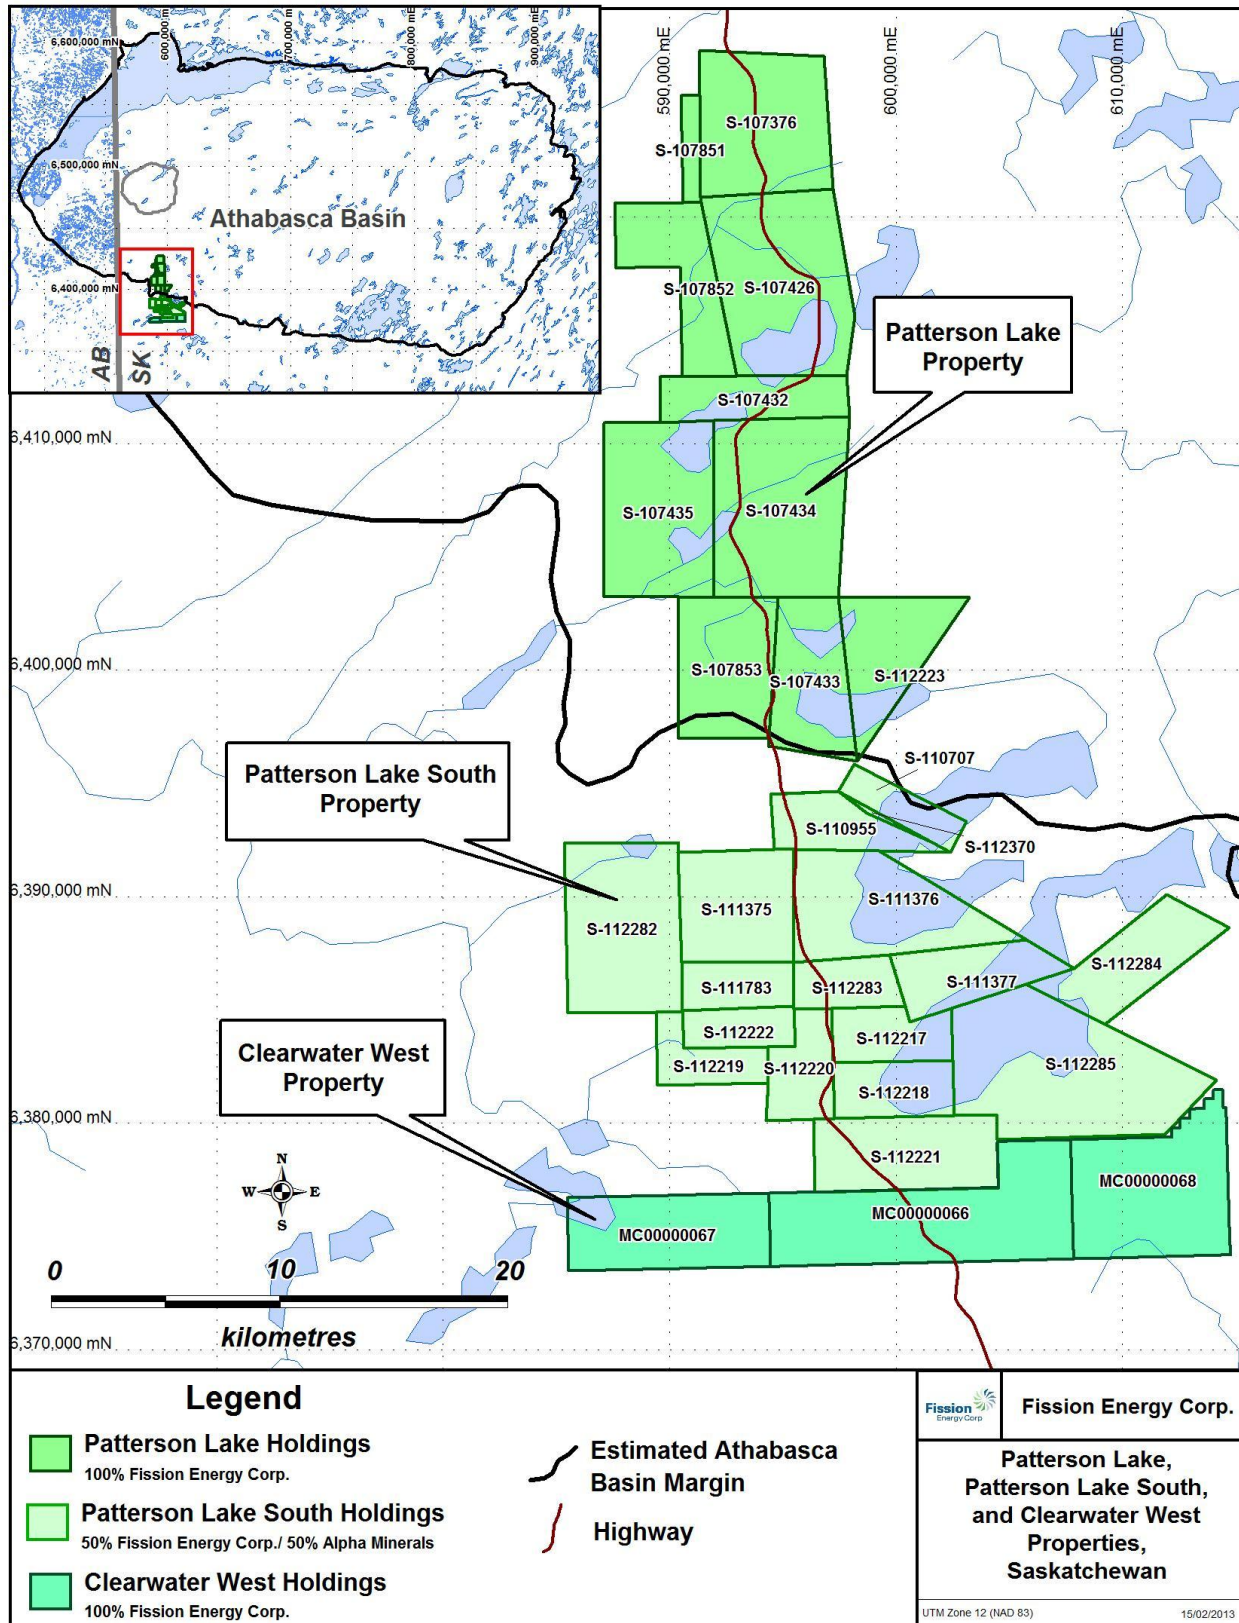 6,600,000 mN
600,000 m
700,000 mE
800,000 mE
900,000 mE
6,500,000 mN
Athabasca Basin
6,400,000 mN
AB
SK
590,000 mE
600,000 mE
610,000 mE
S-107376
S-107851
S-107852
S-107426
Patterson Lake
Property
S-107432
6,410,000 mN
S-107435
S-107434
6,400,000 mN
S-107853
S-107433
S-112223
S-110707
Patterson Lake South
Property
S-110955
S-112370
6,390,000 mN
S-112282
S-111375
S-111376
S-111783
S-112283
S-111377
S-112284
S-112222
S-112217
Clearwater West
Property
S-112219
S-112220
S-112285
S-112218
6,380,000 mN
S-112221
N
W
E
S
MC00000068
MC00000066
MC00000067
0
10
20
kilometres
6,370,000 mN
Legend
Patterson Lake Holdings
100% Fission Energy Corp.
Patterson Lake South Holdings
50% Fission Energy Corp./ 50% Alpha Minerals
Clearwater West Holdings
100% Fission Energy Corp.
Estimated Athabasca
Basin Margin
Highway
Fission
Energy Corp
Fission Energy Corp.
Patterson Lake,
Patterson Lake South,
and Clearwater West
Properties,
Saskatchewan
UTM Zone 12 (NAD 83)
15/02/2013